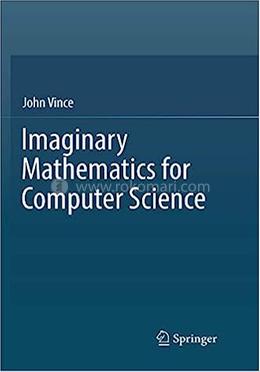 John Vince
Imaginary
Mathematics for
Computer Science
www.rokomari.com
Springer